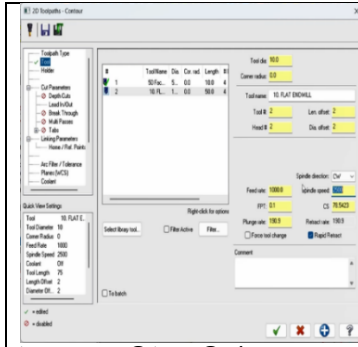 2D Toolpaths - Contour
Toolpath Type
Tool
Holder
Cut Parameters
Depth Cuts
Lead In/Out
Break Through
Multi Passes
Tabs
Linking Parameters
Home / Ref. Points
Arc Filter / Tolerance
Planes (WCS)
Coolant
Quick View Settings
Tool 10. FLAT E...
Tool Diameter 10
Corner Radius 0
Feed Rate 1000
Spindle Speed 2500
Coolant Off
Tool Length 75
Length Offset 2
Diameter Off... 2
= edited
= disabled
# Tool Name Dia. Cor. rad. Length
1 50 Fac... 5... 0.0 10.0 4
2 10. FL... 1... 0.0 50.0 4
Right-click for options
Select library tool...
Filter Active
Filter...
To batch
Tool dia: 10.0
Corner radius: 0.0
Tool name: 10. FLAT ENDMILL
Tool #: 2 Len. offset: 2
Head #: 2 Dia. offset: 2
Spindle direction: CW
Feed rate: 1000.0 Spindle speed:
FPT: 0.1 CS 78.5423
Plunge rate: 190.9 Retract rate: 190.9
Force tool change Rapid Retract
Comment